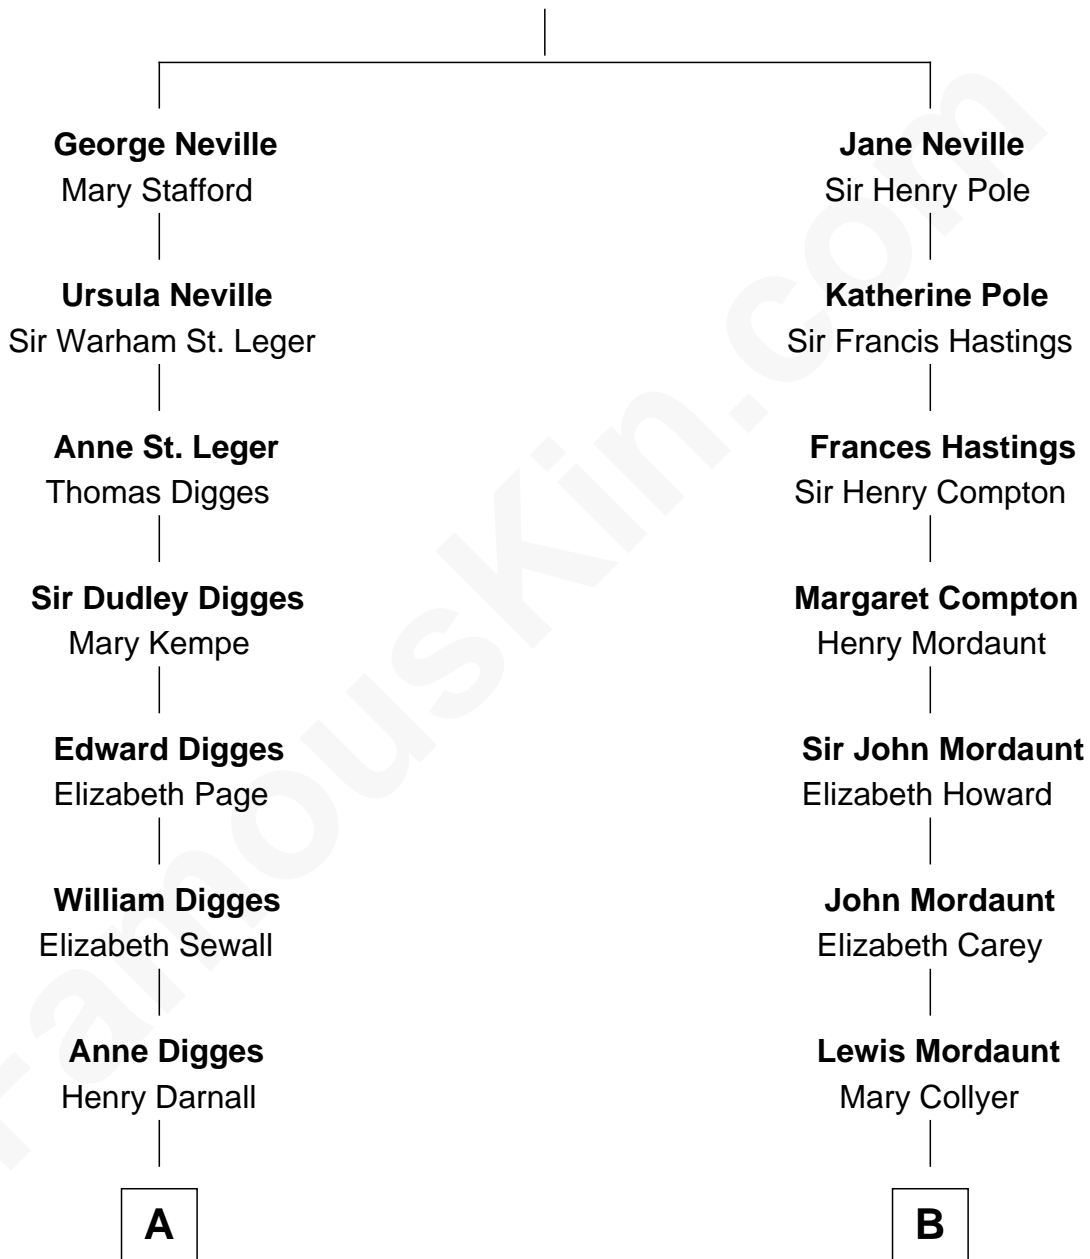 George Neville
Mary Stafford
Jane Neville
Sir Henry Pole
Ursula Neville
Sir Warham St. Leger
Katherine Pole
Sir Francis Hastings
Anne St. Leger
Thomas Digges
Frances Hastings
Sir Henry Compton
Sir Dudley Digges
Mary Kempe
Margaret Compton
Henry Mordaunt
Edward Digges
Elizabeth Page
Sir John Mordaunt
Elizabeth Howard
William Digges
Elizabeth Sewall
John Mordaunt
Elizabeth Carey
Anne Digges
Henry Darnall
Lewis Mordaunt
Mary Collyer
A
B
FamousKin.com